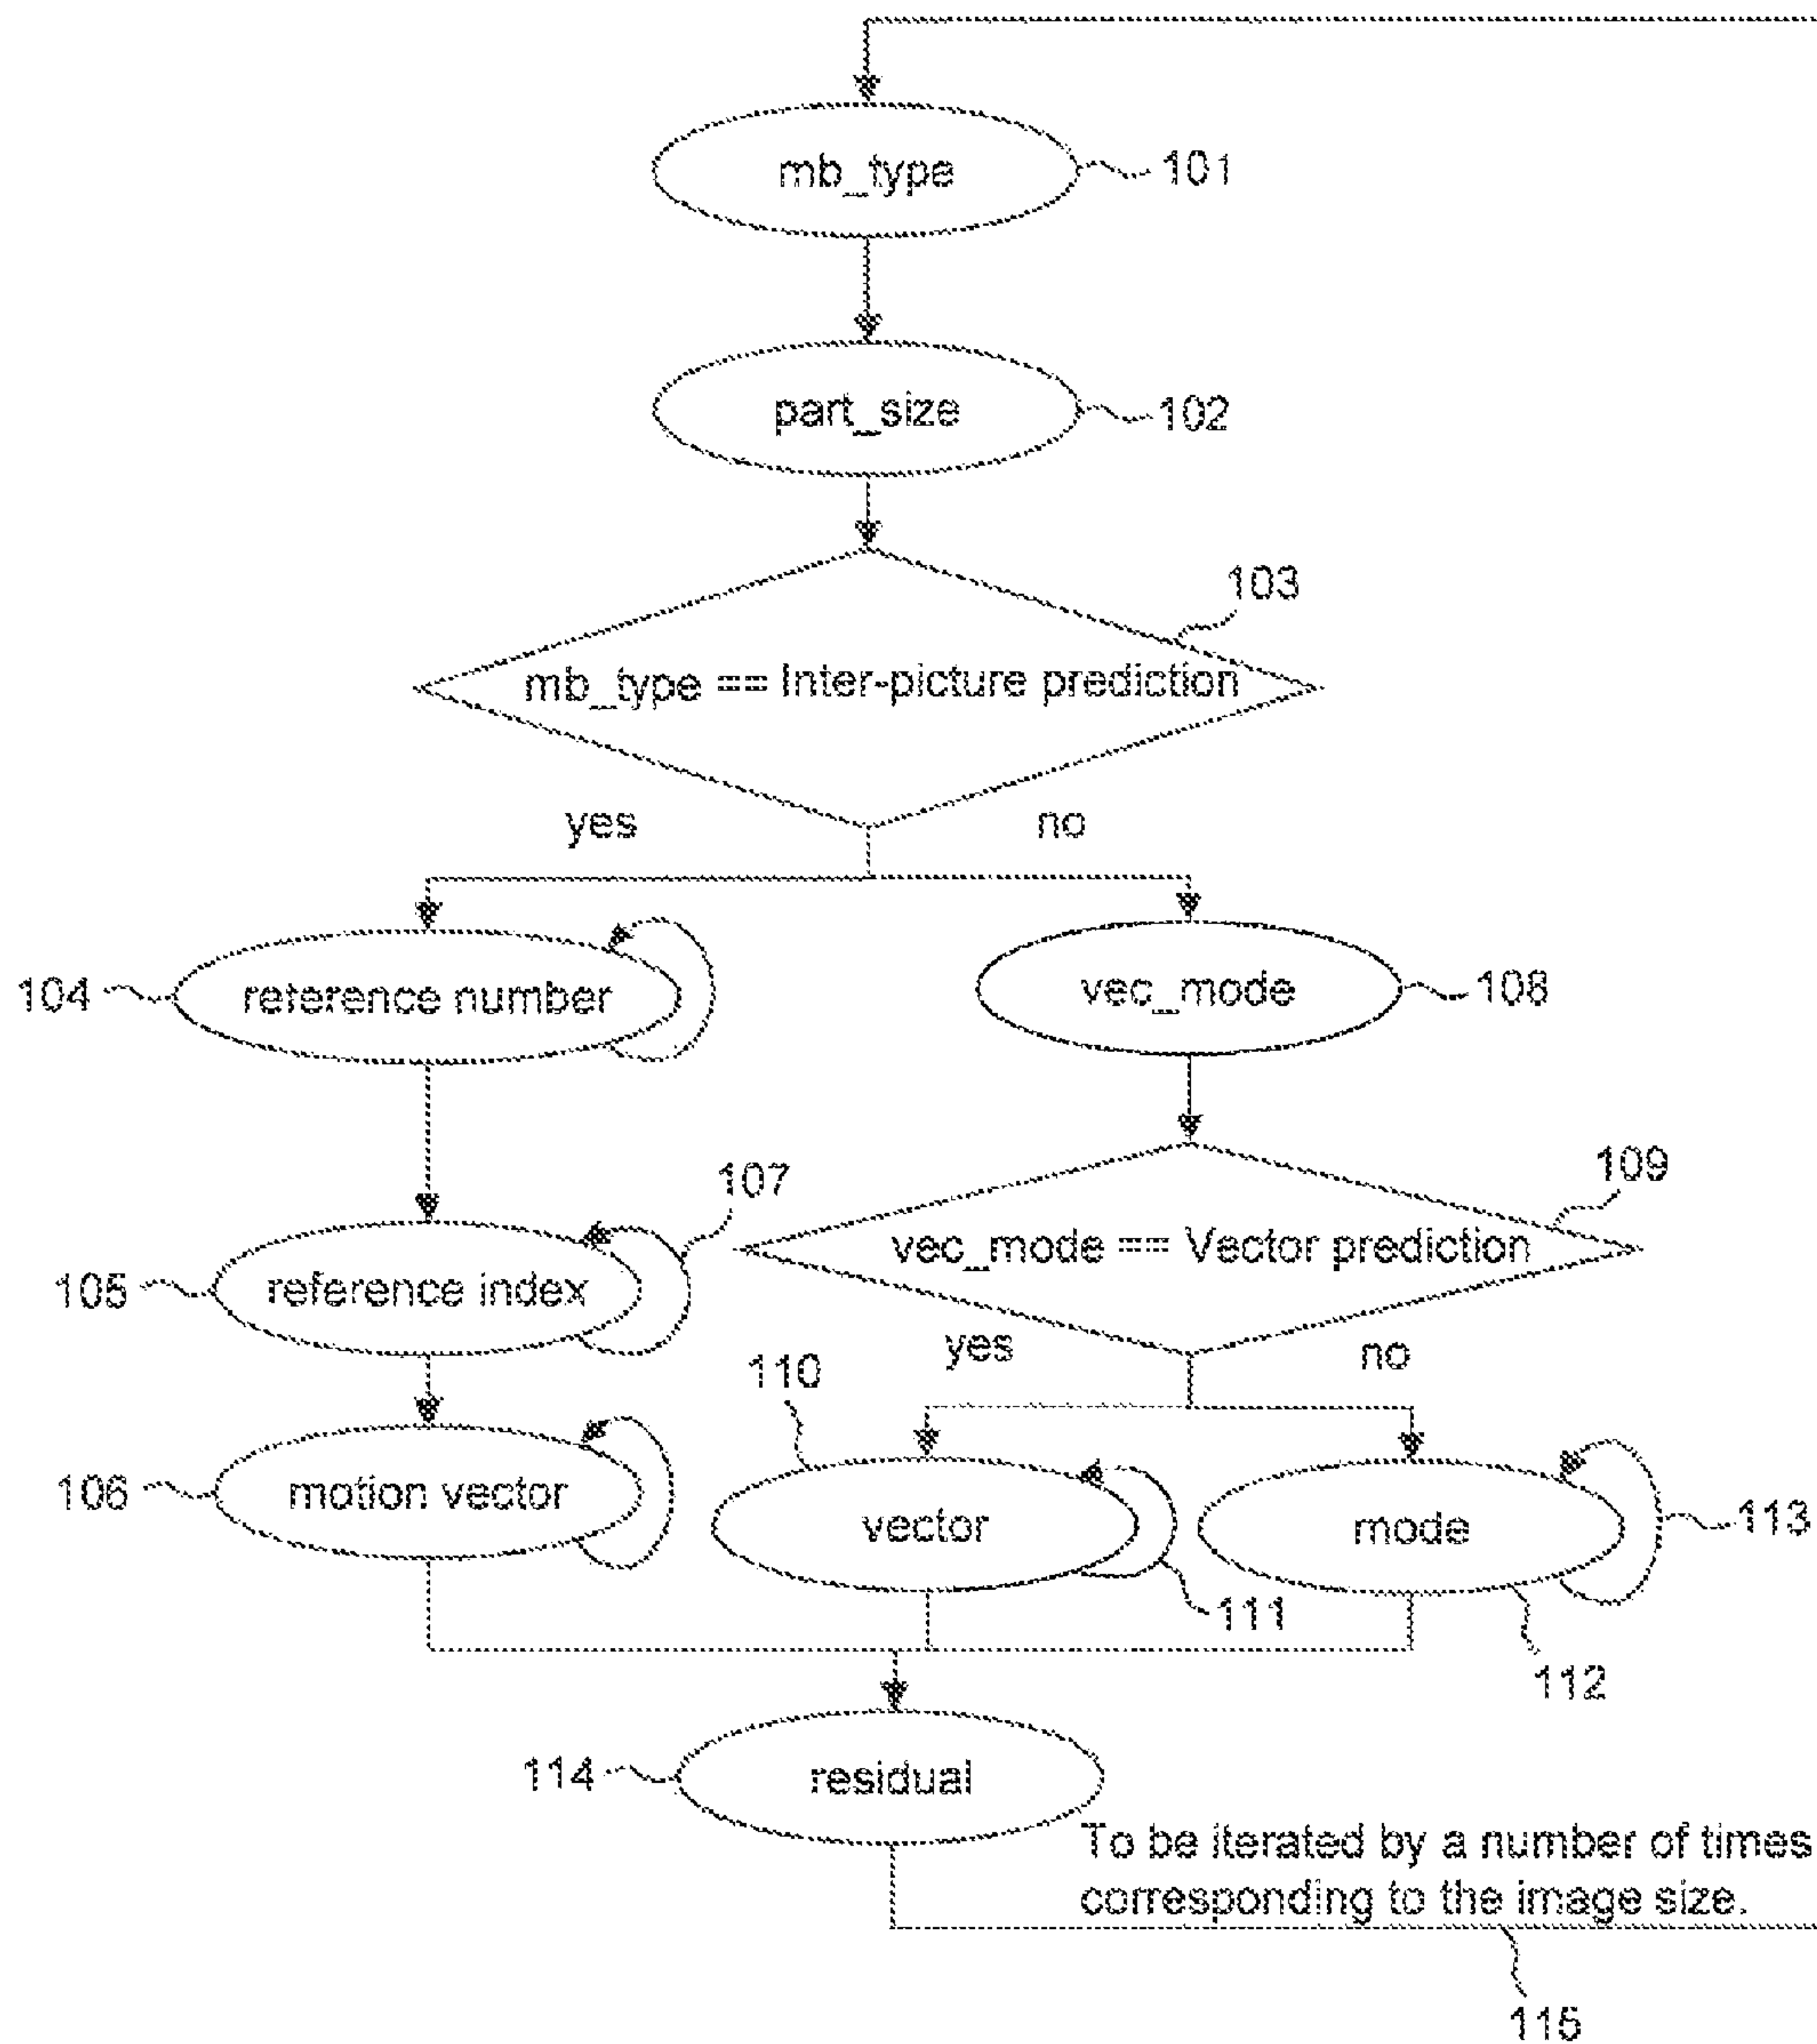 mb_type
101
part_size
102
103
mb_type == Inter-picture prediction
yes
no
104
reference number
vec_mode
108
107
109
105
reference index
vec_mode == Vector prediction
yes
no
110
106
motion vector
vector
mode
113
111
112
114
residual
To be iterated by a number of times
corresponding to the image size.
115